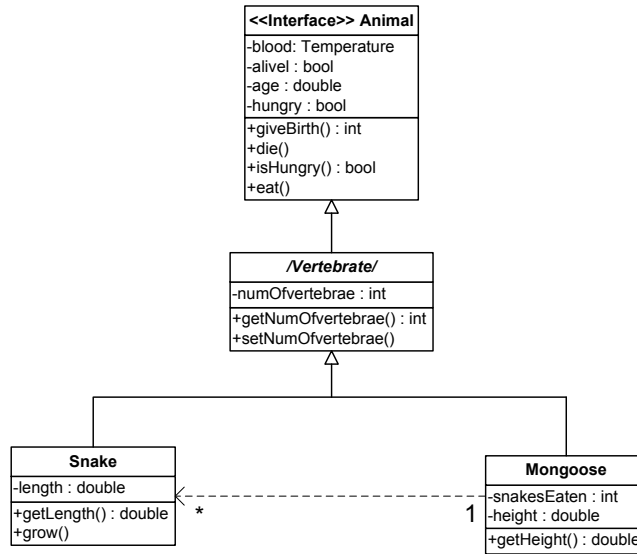 <<Interface>> Animal
-blood: Temperature
-alivel : bool
-age : double
-hungry : bool
+giveBirth() : int
+die()
+isHungry() : bool
+eat()
/Vertebrate/
-numOfvertebrae : int
+getNumOfvertebrae() : int
+setNumOfvertebrae()
Snake
-length : double
+getLength() : double
+grow()
*
1
Mongoose
-snakesEaten : int
-height : double
+getHeight() : double